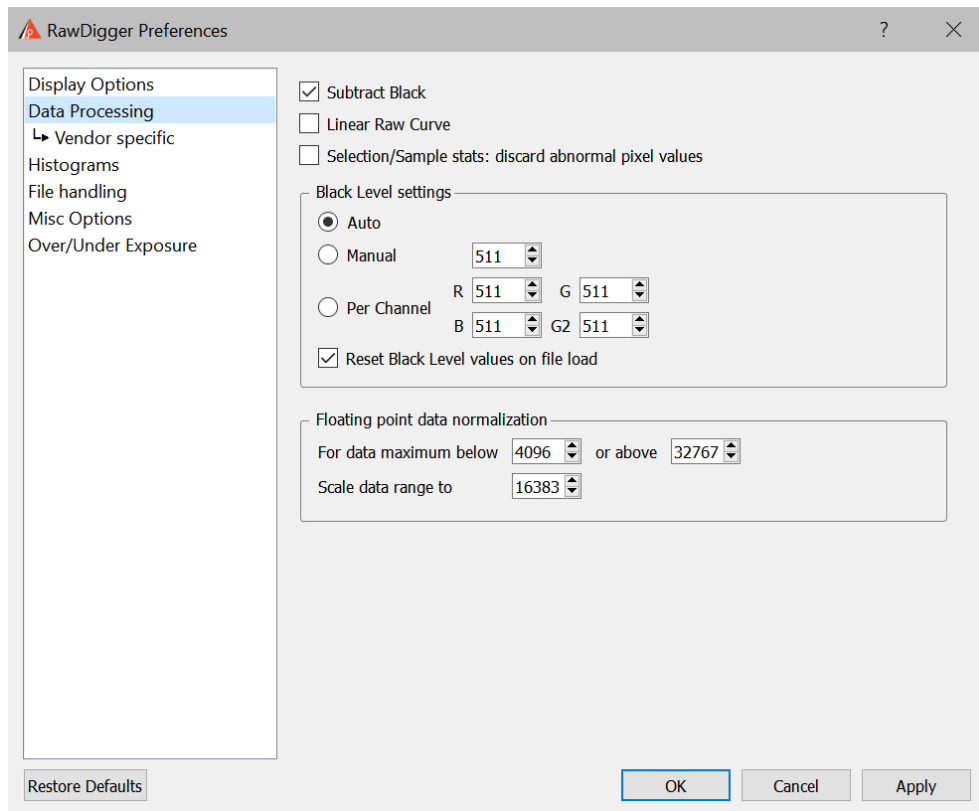 RawDigger Preferences
?
Display Options
Data Processing
Vendor specific
Histograms
File handling
Misc Options
Over/Under Exposure
Subtract Black
Linear Raw Curve
Selection/Sample stats: discard abnormal pixel values
Black Level settings
Auto
Manual 511
R 511 G 511
Per Channel
B 511 G2 511
Reset Black Level values on file load
Floating point data normalization
For data maximum below 4096 or above 32767
Scale data range to 16383
Restore Defaults OK Cancel Apply